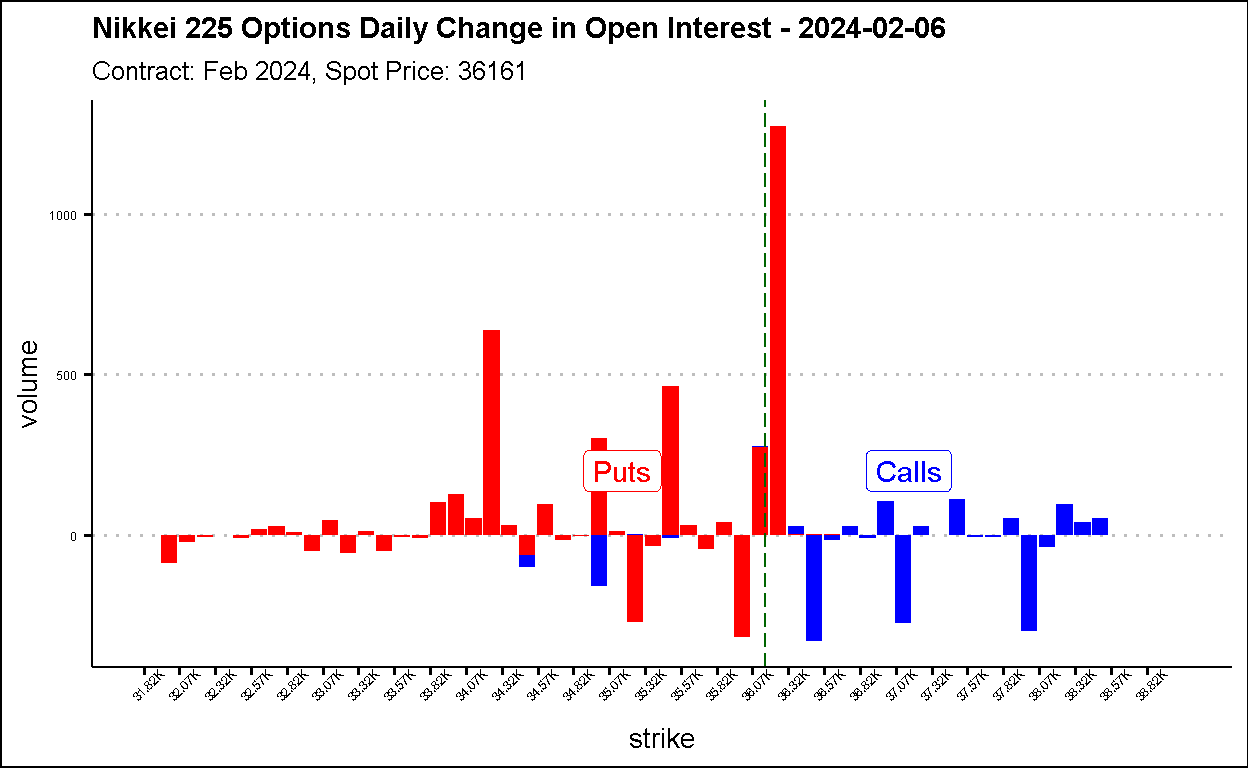 Nikkei 225 Options Daily Change in Open Interest - 2024-02-06
Contract: Feb 2024, Spot Price: 36161
volume
1000
500
0
Puts
Calls
31.82K 32.07K 32.32K 32.57K 32.82K 33.07K 33.32K 33.57K 33.82K 34.07K 34.32K 34.57K 34.82K 35.07K 35.32K 35.57K 35.82K 36.07K 36.32K 36.57K 36.82K 37.07K 37.32K 37.57K 37.82K 38.07K 38.32K 38.57K 38.82K
strike